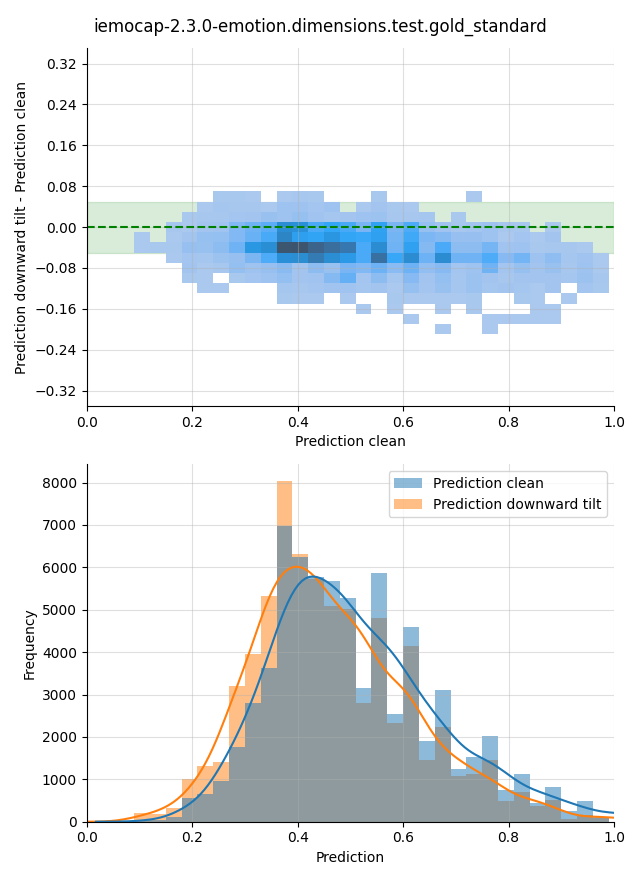 iemocap-2.3.0-emotion.dimensions.test.gold_standard
Prediction downward tilt - Prediction clean
0.32
0.24
0.16
0.08
0.00
−0.08
−0.16
−0.24
−0.32
0.0 0.2 0.4 0.6 0.8 1.0
Prediction clean
Frequency
8000
7000
6000
5000
4000
3000
2000
1000
0
Prediction clean
Prediction downward tilt
0.0 0.2 0.4 0.6 0.8 1.0
Prediction